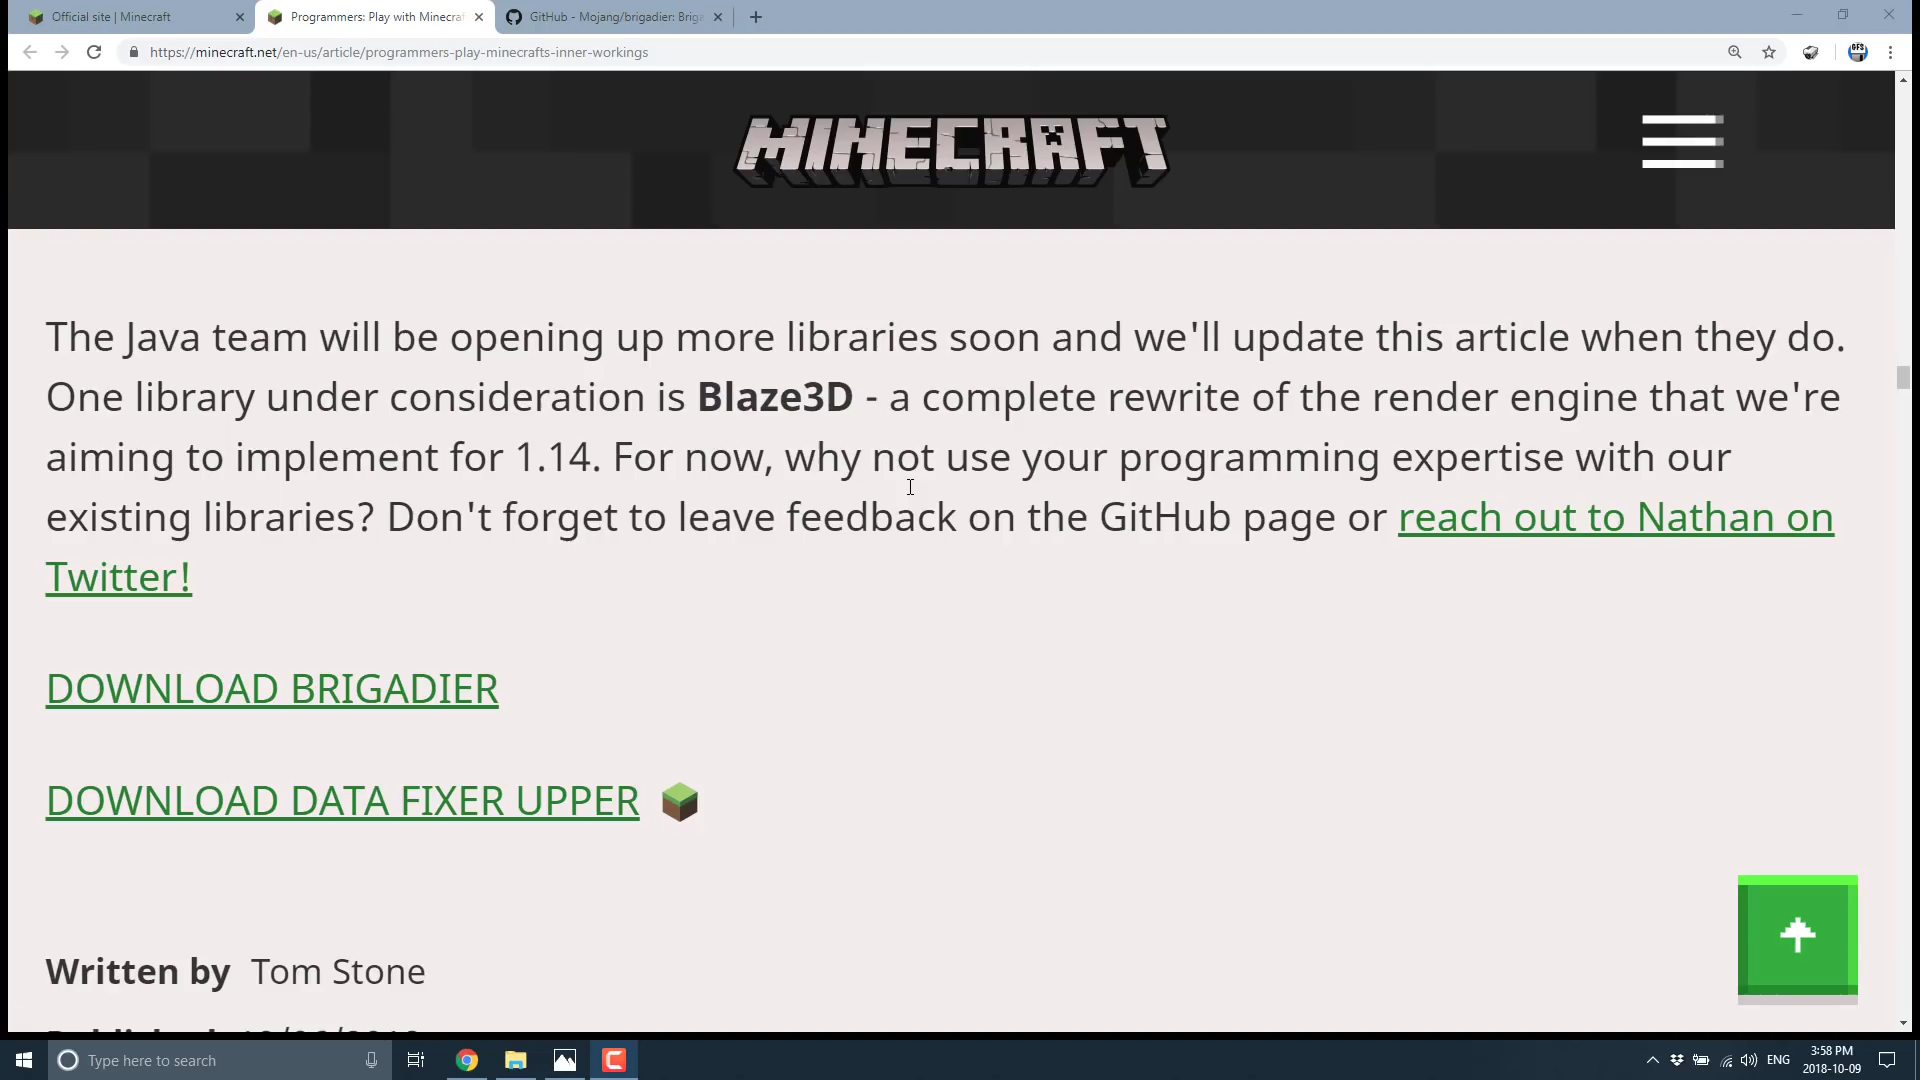 Official site | Minecraft
Programmers: Play with Minecra
GitHub - Mojang/brigadier: Brig
https://minecraft.net/en-us/article/programmers-play-minecrafts-inner-workings
GFS
MINECRAFT
The Java team will be opening up more libraries soon and we'll update this article when they do.
One library under consideration is Blaze3D - a complete rewrite of the render engine that we're
aiming to implement for 1.14. For now, why not use your programming expertise with our
existing libraries? Don't forget to leave feedback on the GitHub page or reach out to Nathan on
Twitter!
DOWNLOAD BRIGADIER
DOWNLOAD DATA FIXER UPPER
Written by Tom Stone
Type here to search
ENG
3:58 PM
2018-10-09